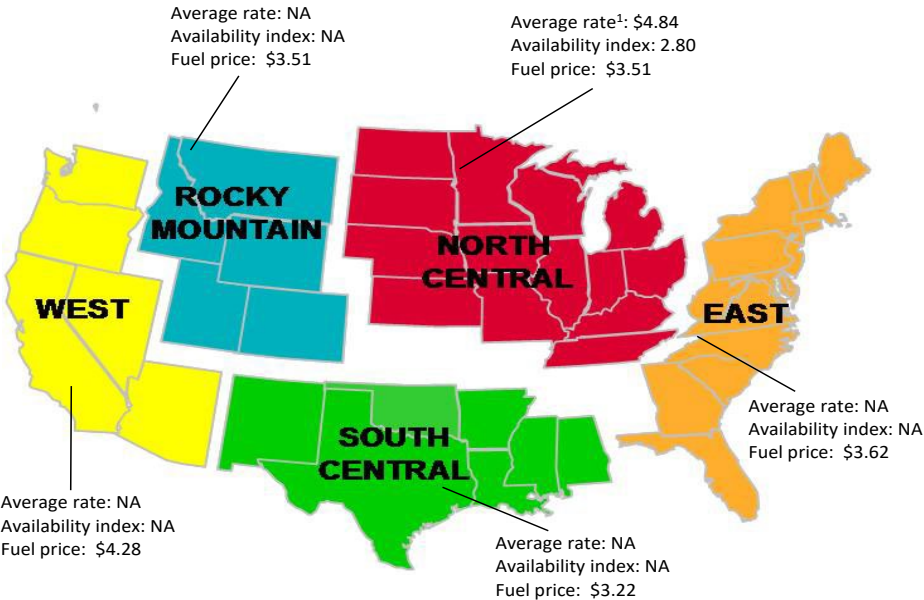 Average rate: NA
Availability index: NA
Fuel price: $3.51
Average rate¹: $4.84
Availability index: 2.80
Fuel price: $3.51
ROCKY
MOUNTAIN
NORTH
CENTRAL
WEST
EAST
SOUTH
CENTRAL
Average rate: NA
Availability index: NA
Fuel price: $3.62
Average rate: NA
Availability index: NA
Fuel price: $4.28
Average rate: NA
Availability index: NA
Fuel price: $3.22